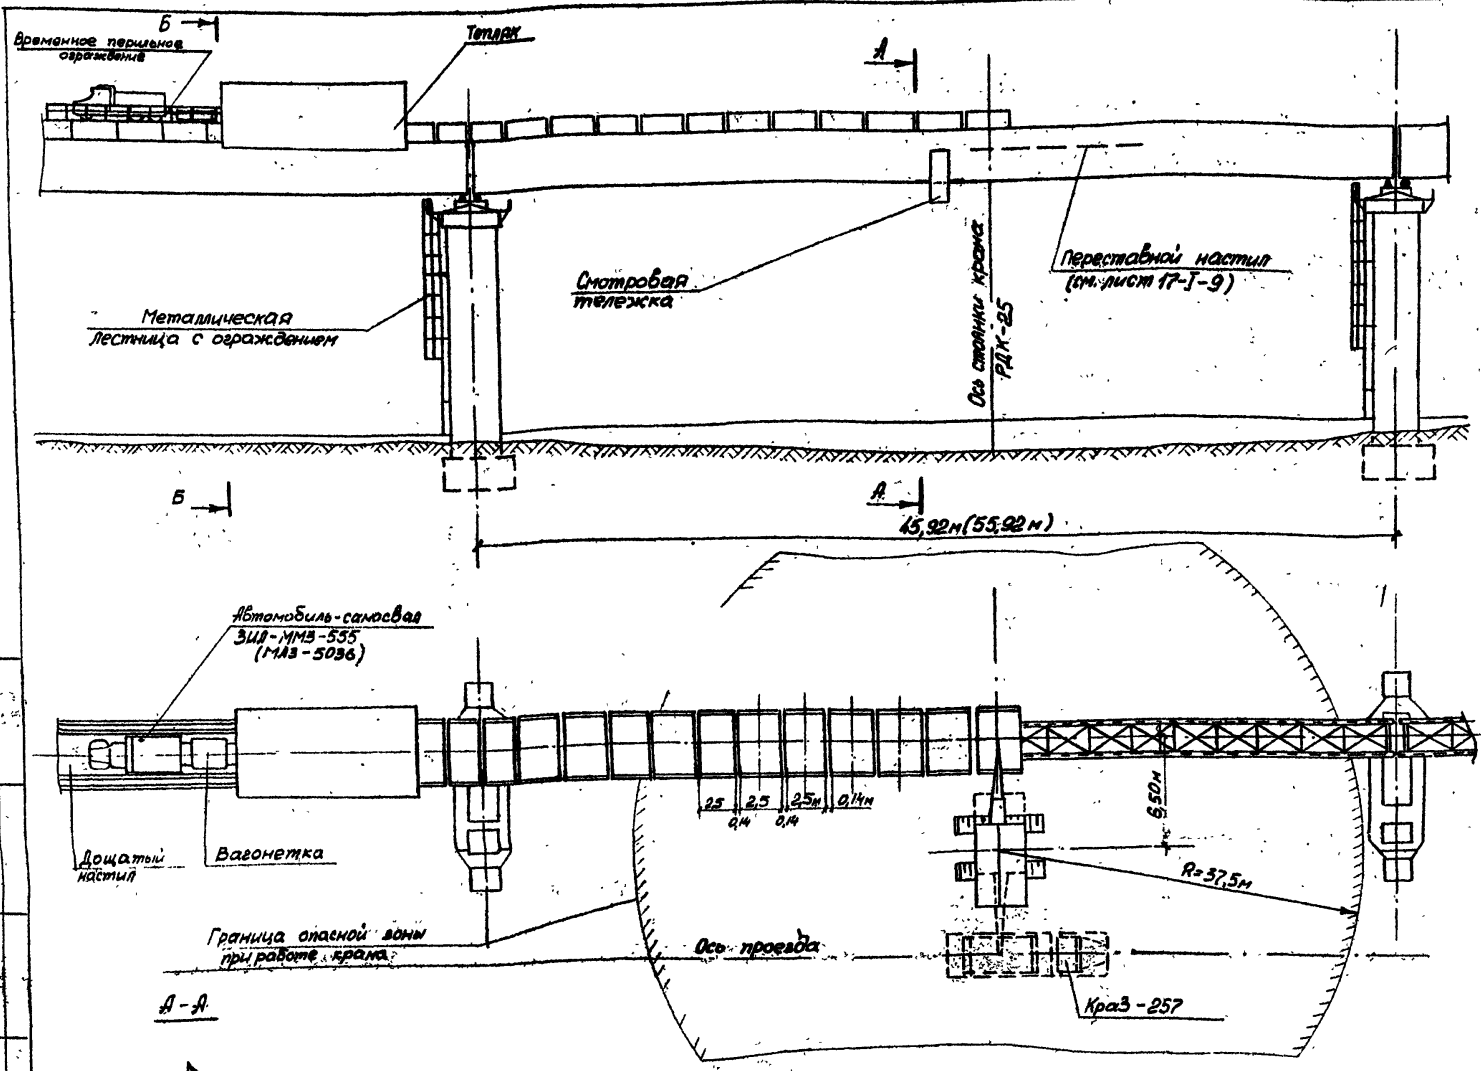 Б
Временное перильное
ограждение
Тепляк
А
Смотровая
тележка
Ось стоянки крана
РДК-25
Переставной настил
(см. лист 17-I-9)
Металлическая
лестница с ограждением
Б
А
45,92м (55,92м)
Автомобиль-самосвал
ЗИЛ-ММЗ-555
(МАЗ-503б)
2,5
0,14
2,5
0,14
2,5м
0,14м
6,50м
R=37,5м
Дощатый
настил
Вагонетка
Граница опасной зоны
при работе крана
Ось проезда
КраЗ-257
А-А